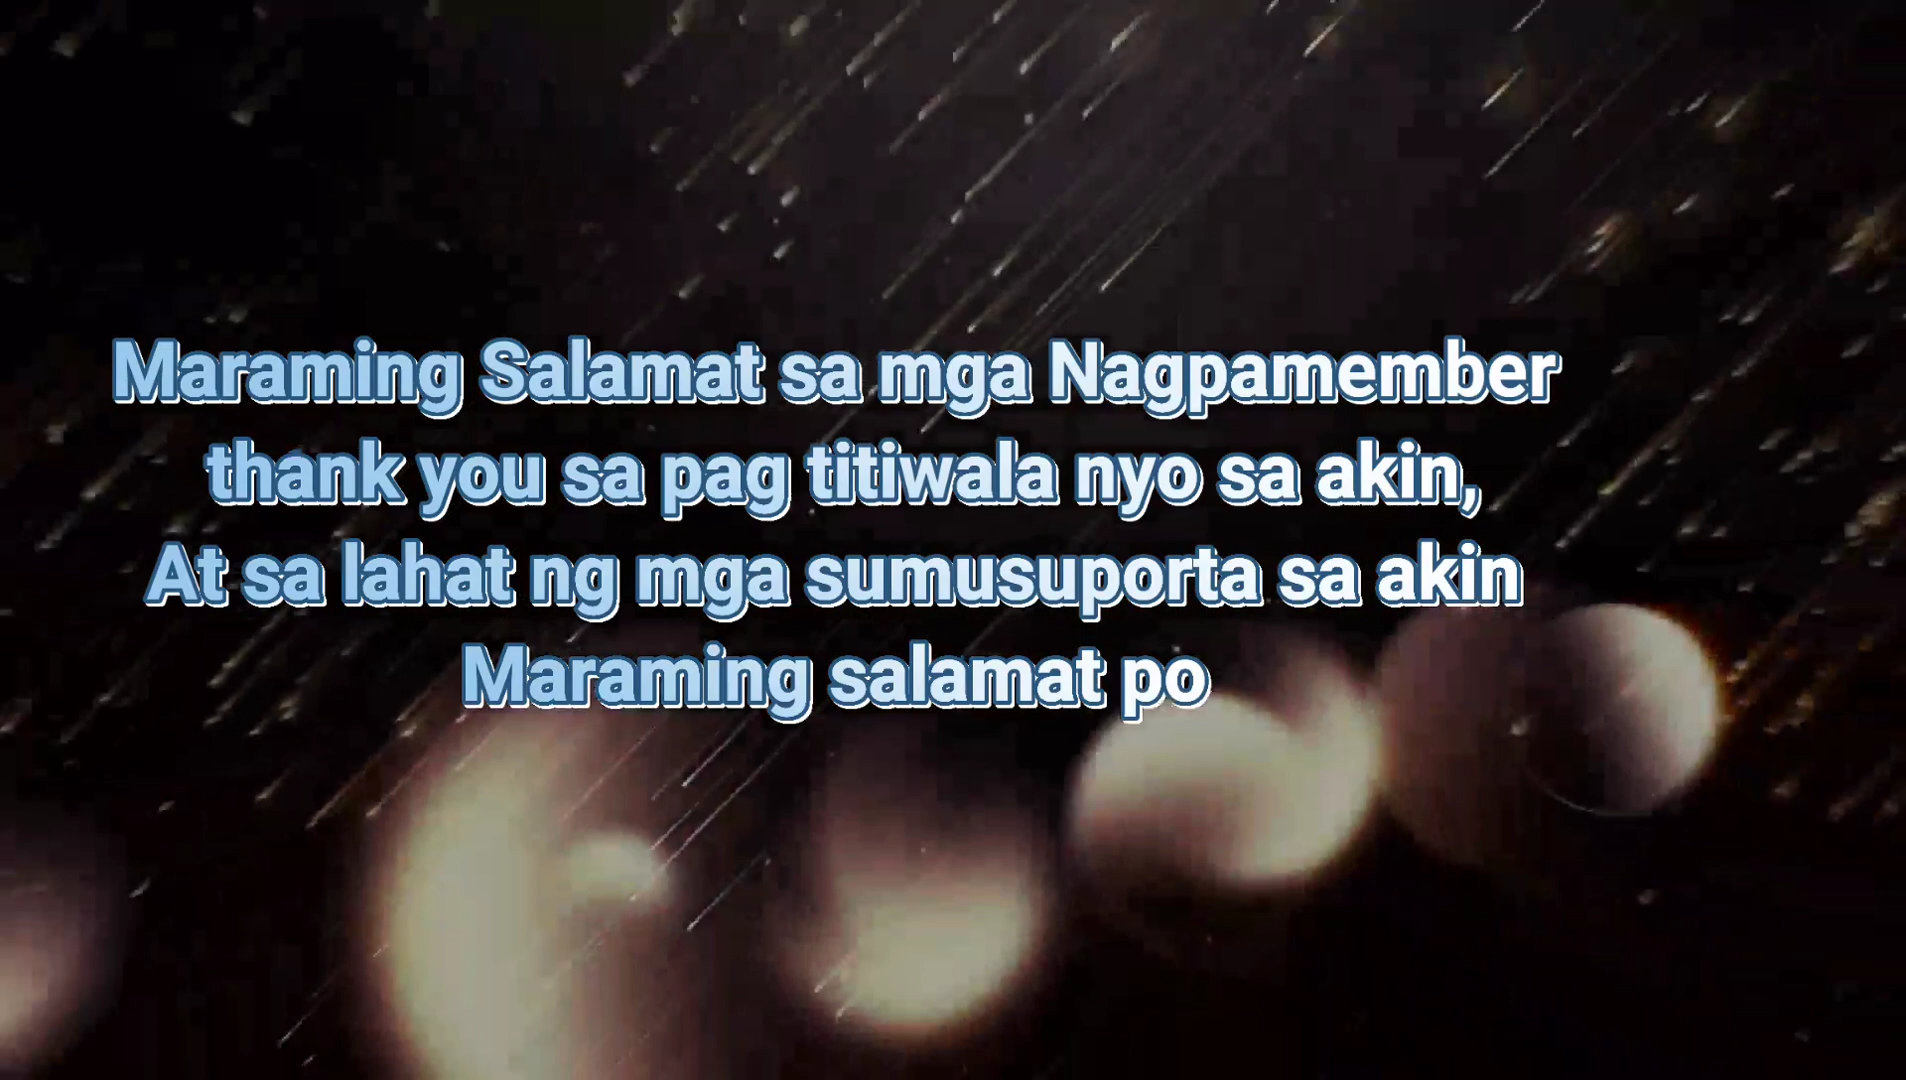 Maraming Salamat sa mga Nagpamember
thank you sa pag titiwala nyo sa akin,
At sa lahat ng mga sumusuporta sa akin
Maraming salamat po